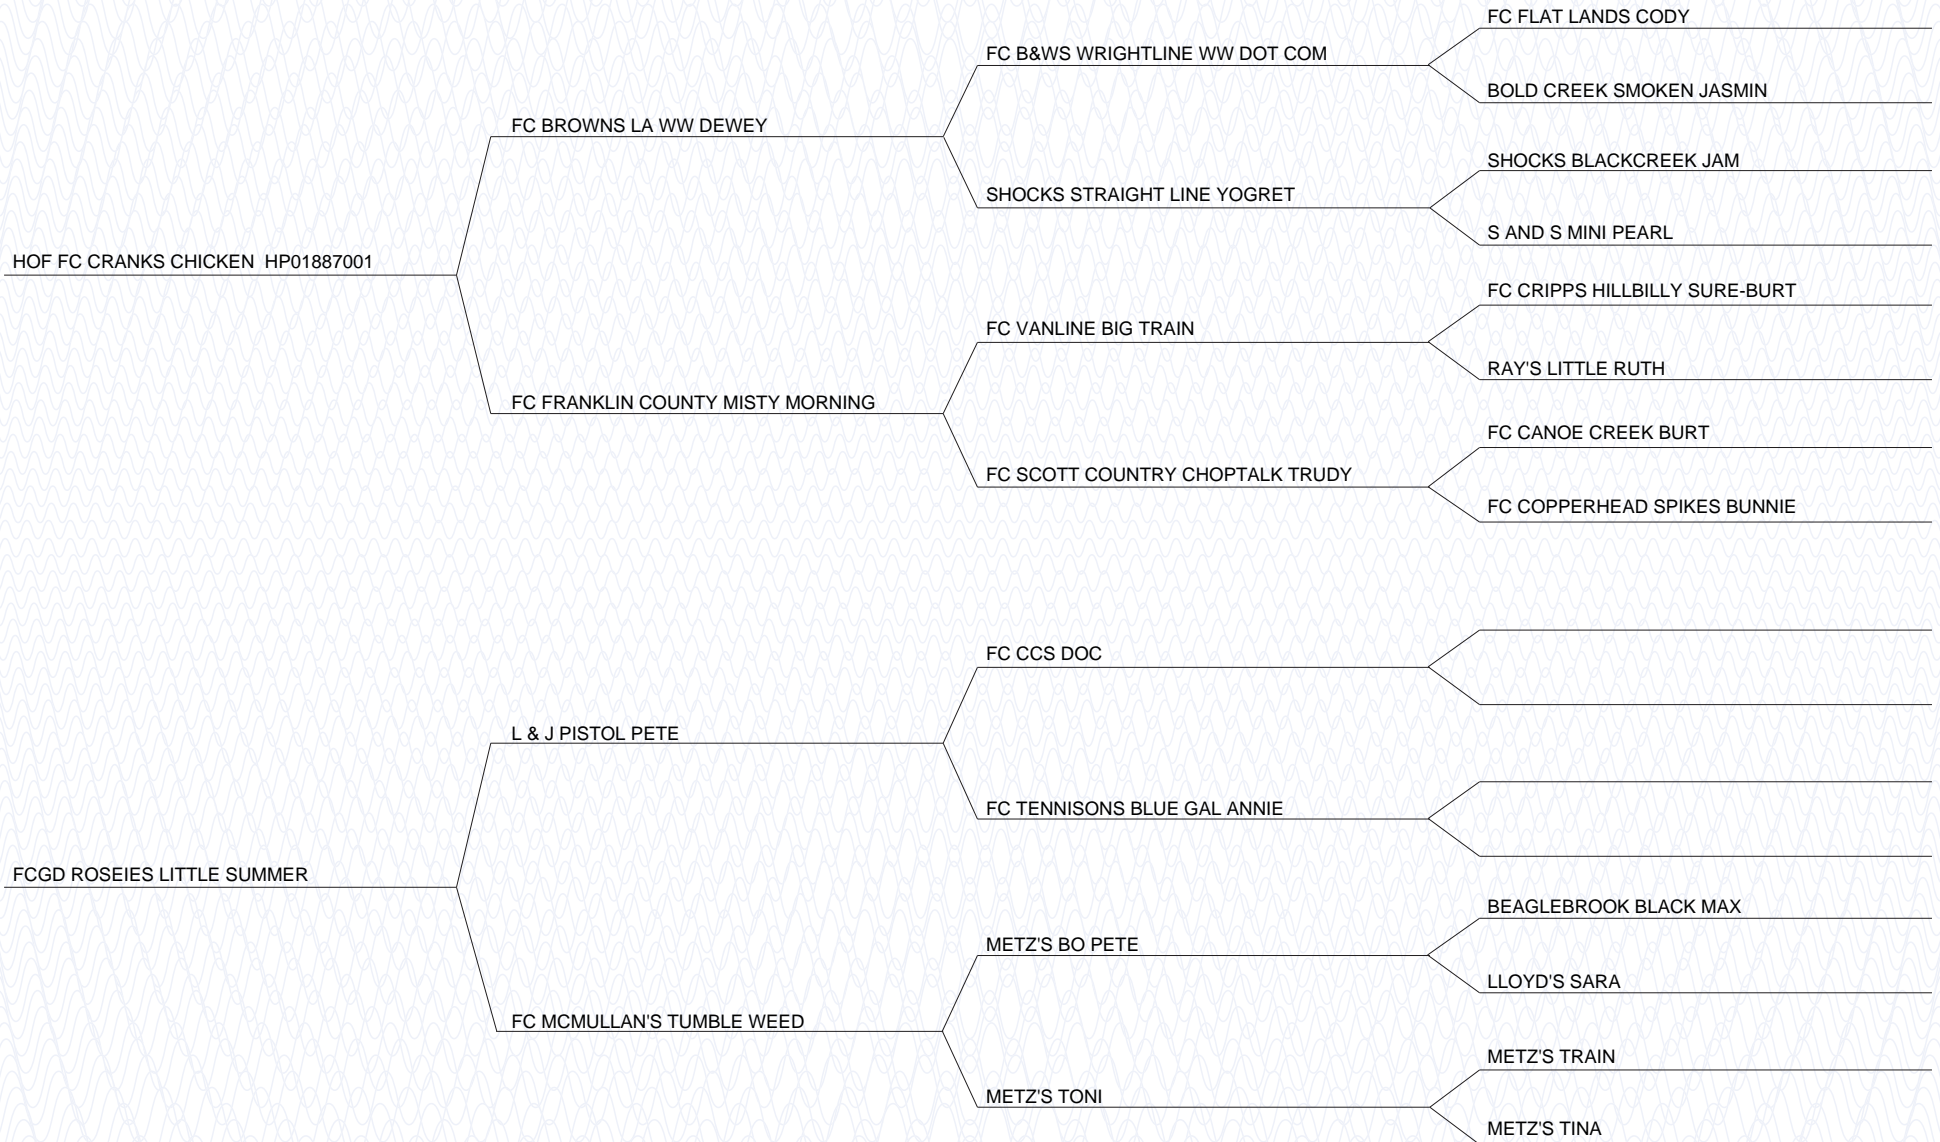 FC FLAT LANDS CODY
FC B&WS WRIGHTLINE WW DOT COM
BOLD CREEK SMOKEN JASMIN
FC BROWNS LA WW DEWEY
SHOCKS BLACKCREEK JAM
SHOCKS STRAIGHT LINE YOGRET
S AND S MINI PEARL
HOF FC CRANKS CHICKEN HP01887001
FC CRIPPS HILLBILLY SURE-BURT
FC VANLINE BIG TRAIN
RAY'S LITTLE RUTH
FC FRANKLIN COUNTY MISTY MORNING
FC CANOE CREEK BURT
FC SCOTT COUNTRY CHOPTALK TRUDY
FC COPPERHEAD SPIKES BUNNIE
FC CCS DOC
L & J PISTOL PETE
FC TENNISONS BLUE GAL ANNIE
FCGD ROSEIES LITTLE SUMMER
BEAGLEBROOK BLACK MAX
METZ'S BO PETE
LLOYD'S SARA
FC MCMULLAN'S TUMBLE WEED
METZ'S TRAIN
METZ'S TONI
METZ'S TINA